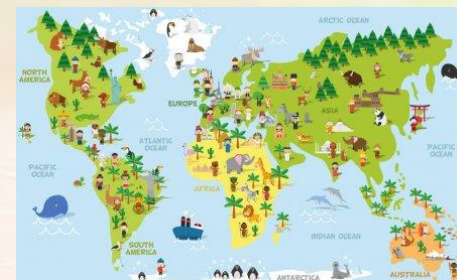 ARCTIC OCEAN
NORTH
AMERICA
EUROPE
ASIA
ATLANTIC
OCEAN
PACIFIC
OCEAN
PACIFIC
OCEAN
AFRICA
INDIAN OCEAN
SOUTH
AMERICA
ANTARCTICA
AUSTRALIA